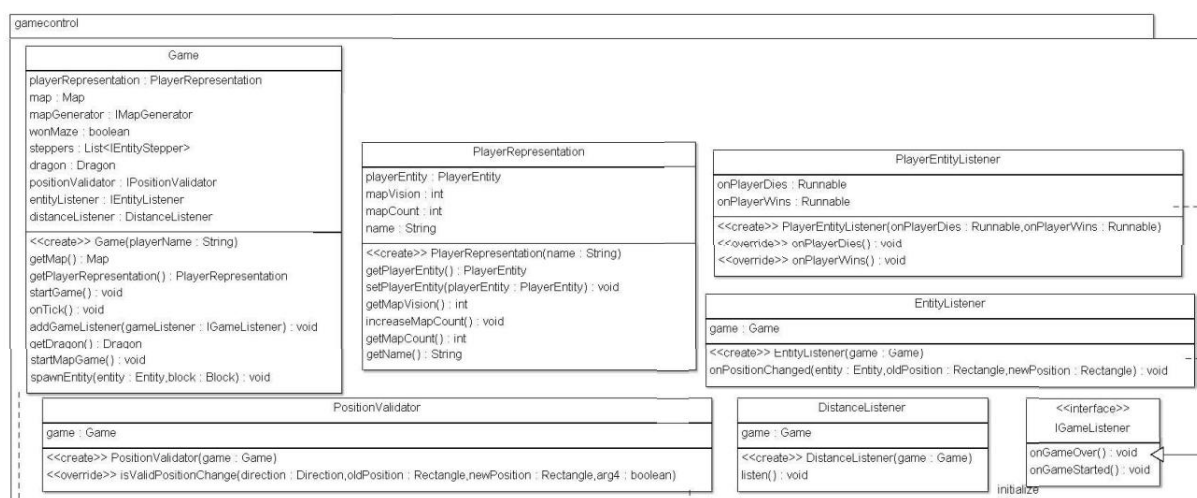 gamecontrol
Game
playerRepresentation : PlayerRepresentation
map : Map
mapGenerator : IMapGenerator
wonMaze : boolean
steppers : List<IEntityStepper>
dragon : Dragon
positionValidator : IPositionValidator
entityListener : IEntityListener
distanceListener : DistanceListener
<<create>> Game(playerName : String)
getMap() : Map
getPlayerRepresentation() : PlayerRepresentation
startGame() : void
onTick() : void
addGameListener(gameListener : IGameListener) : void
getDragon() : Dragon
startMapGame() : void
spawnEntity(entity : Entity,block : Block) : void
PlayerRepresentation
playerEntity : PlayerEntity
mapVision : int
mapCount : int
name : String
<<create>> PlayerRepresentation(name : String)
getPlayerEntity() : PlayerEntity
setPlayerEntity(playerEntity : PlayerEntity) : void
getMapVision() : int
increaseMapCount() : void
getMapCount() : int
getName() : String
PlayerEntityListener
onPlayerDies : Runnable
onPlayerWins : Runnable
<<create>> PlayerEntityListener(onPlayerDies : Runnable,onPlayerWins : Runnable)
<<override>> onPlayerDies() : void
<<override>> onPlayerWins() : void
EntityListener
game : Game
<<create>> EntityListener(game : Game)
onPositionChanged(entity : Entity,oldPosition : Rectangle,newPosition : Rectangle) : void
PositionValidator
game : Game
<<create>> PositionValidator(game : Game)
<<override>> isValidPositionChange(direction : Direction,oldPosition : Rectangle,newPosition : Rectangle,arg4 : boolean)
DistanceListener
game : Game
<<create>> DistanceListener(game : Game)
listen() : void
<<interface>>
IGameListener
onGameOver() : void
onGameStarted() : void
initialize